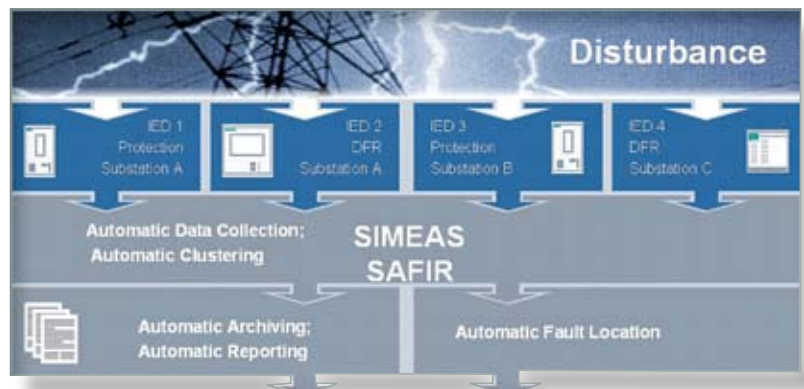 Disturbance
IED 1
Protection
Substation A
IED 2
DFR
Substation A
IED 3
Protection
Substation B
IED 4
DFR
Substation C
Automatic Data Collection;
Automatic Clustering
SIMEAS
SAFIR
Automatic Archiving;
Automatic Reporting
Automatic Fault Location